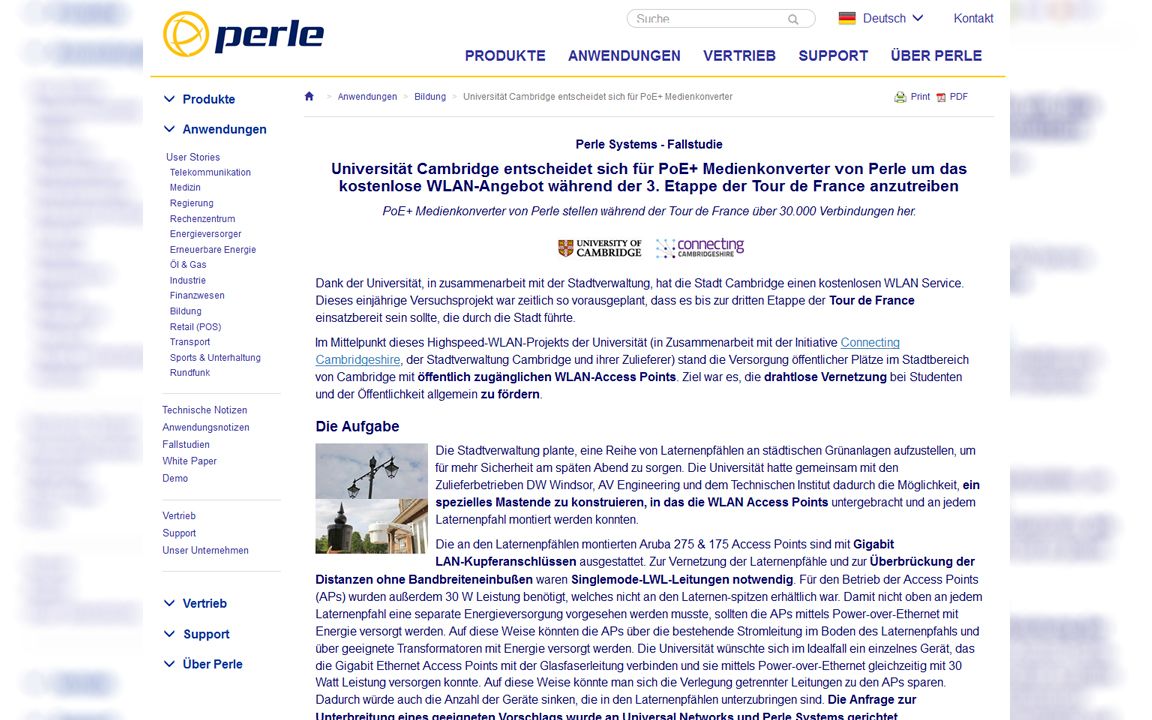 perle
Suche
Deutsch
Kontakt
PRODUKTE
ANWENDUNGEN
VERTRIEB
SUPPORT
ÜBER PERLE
Produkte
Anwendungen
User Stories
Telekommunikation
Medizin
Regierung
Rechenzentrum
Energieversorger
Erneuerbare Energie
Öl & Gas
Industrie
Finanzwesen
Bildung
Retail (POS)
Transport
Sports & Unterhaltung
Rundfunk
Technische Notizen
Anwendungsnotizen
Fallstudien
White Paper
Demo
Vertrieb
Support
Unser Unternehmen
Vertrieb
Support
Über Perle
> Anwendungen > Bildung > Universität Cambridge entscheidet sich für PoE+ Medienkonverter
Print PDF
Perle Systems - Fallstudie
Universität Cambridge entscheidet sich für PoE+ Medienkonverter von Perle um das
kostenlose WLAN-Angebot während der 3. Etappe der Tour de France anzutreiben
PoE+ Medienkonverter von Perle stellen während der Tour de France über 30.000 Verbindungen her.
UNIVERSITY OF
CAMBRIDGE
connecting
CAMBRIDGESHIRE
Dank der Universität, in zusammenarbeit mit der Stadtverwaltung, hat die Stadt Cambridge einen kostenlosen WLAN Service.
Dieses einjährige Versuchsprojekt war zeitlich so vorausgeplant, dass es bis zur dritten Etappe der Tour de France
einsatzbereit sein sollte, die durch die Stadt führte.
Im Mittelpunkt dieses Highspeed-WLAN-Projekts der Universität (in Zusammenarbeit mit der Initiative Connecting
Cambridgeshire, der Stadtverwaltung Cambridge und ihrer Zulieferer) stand die Versorgung öffentlicher Plätze im Stadtbereich
von Cambridge mit öffentlich zugänglichen WLAN-Access Points. Ziel war es, die drahtlose Vernetzung bei Studenten
und der Öffentlichkeit allgemein zu fördern.
Die Aufgabe
Die Stadtverwaltung plante, eine Reihe von Laternenpfählen an städtischen Grünanlagen aufzustellen, um
für mehr Sicherheit am späten Abend zu sorgen. Die Universität hatte gemeinsam mit den
Zulieferbetrieben DW Windsor, AV Engineering und dem Technischen Institut dadurch die Möglichkeit, ein
spezielles Mastende zu konstruieren, in das die WLAN Access Points untergebracht und an jedem
Laternenpfahl montiert werden konnten.
Die an den Laternenpfählen montierten Aruba 275 & 175 Access Points sind mit Gigabit
LAN-Kupferanschlüssen ausgestattet. Zur Vernetzung der Laternenpfähle und zur Überbrückung der
Distanzen ohne Bandbreiteneinbußen waren Singlemode-LWL-Leitungen notwendig. Für den Betrieb der Access Points
(APs) wurden außerdem 30 W Leistung benötigt, welches nicht an den Laternen-spitzen erhältlich war. Damit nicht oben an jedem
Laternenpfahl eine separate Energieversorgung vorgesehen werden musste, sollten die APs mittels Power-over-Ethernet mit
Energie versorgt werden. Auf diese Weise könnten die APs über die bestehende Stromleitung im Boden des Laternenpfahls und
über geeignete Transformatoren mit Energie versorgt werden. Die Universität wünschte sich im Idealfall ein einzelnes Gerät, das
die Gigabit Ethernet Access Points mit der Glasfaserleitung verbinden und sie mittels Power-over-Ethernet gleichzeitig mit 30
Watt Leistung versorgen konnte. Auf diese Weise könnte man sich die Verlegung getrennter Leitungen zu den APs sparen.
Dadurch würde auch die Anzahl der Geräte sinken, die in den Laternenpfählen unterzubringen sind. Die Anfrage zur
Unterbreitung eines geeigneten Vorschlags wurde an Universal Networks und Perle Systems gerichtet